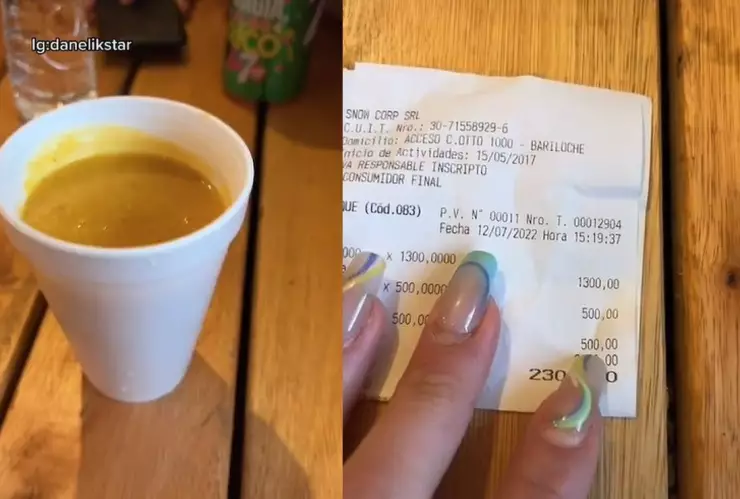 Ig:danelikstar
SNOW CORP SRL
C.U.I.T. Nro.: 30-71558929-6
Domicilio: ACCESO C.OTTO 1000 - BARILOCHE
Inicio de Actividades: 15/05/2017
VA RESPONSABLE INSCRIPTO
CONSUMIDOR FINAL
UE (Cód.083) P.V. N° 00011 Nro. T. 00012904
Fecha 12/07/2022 Hora 15:19:37
x 1300,0000 1300,00
x 500,0000 500,00
500,00 500,00